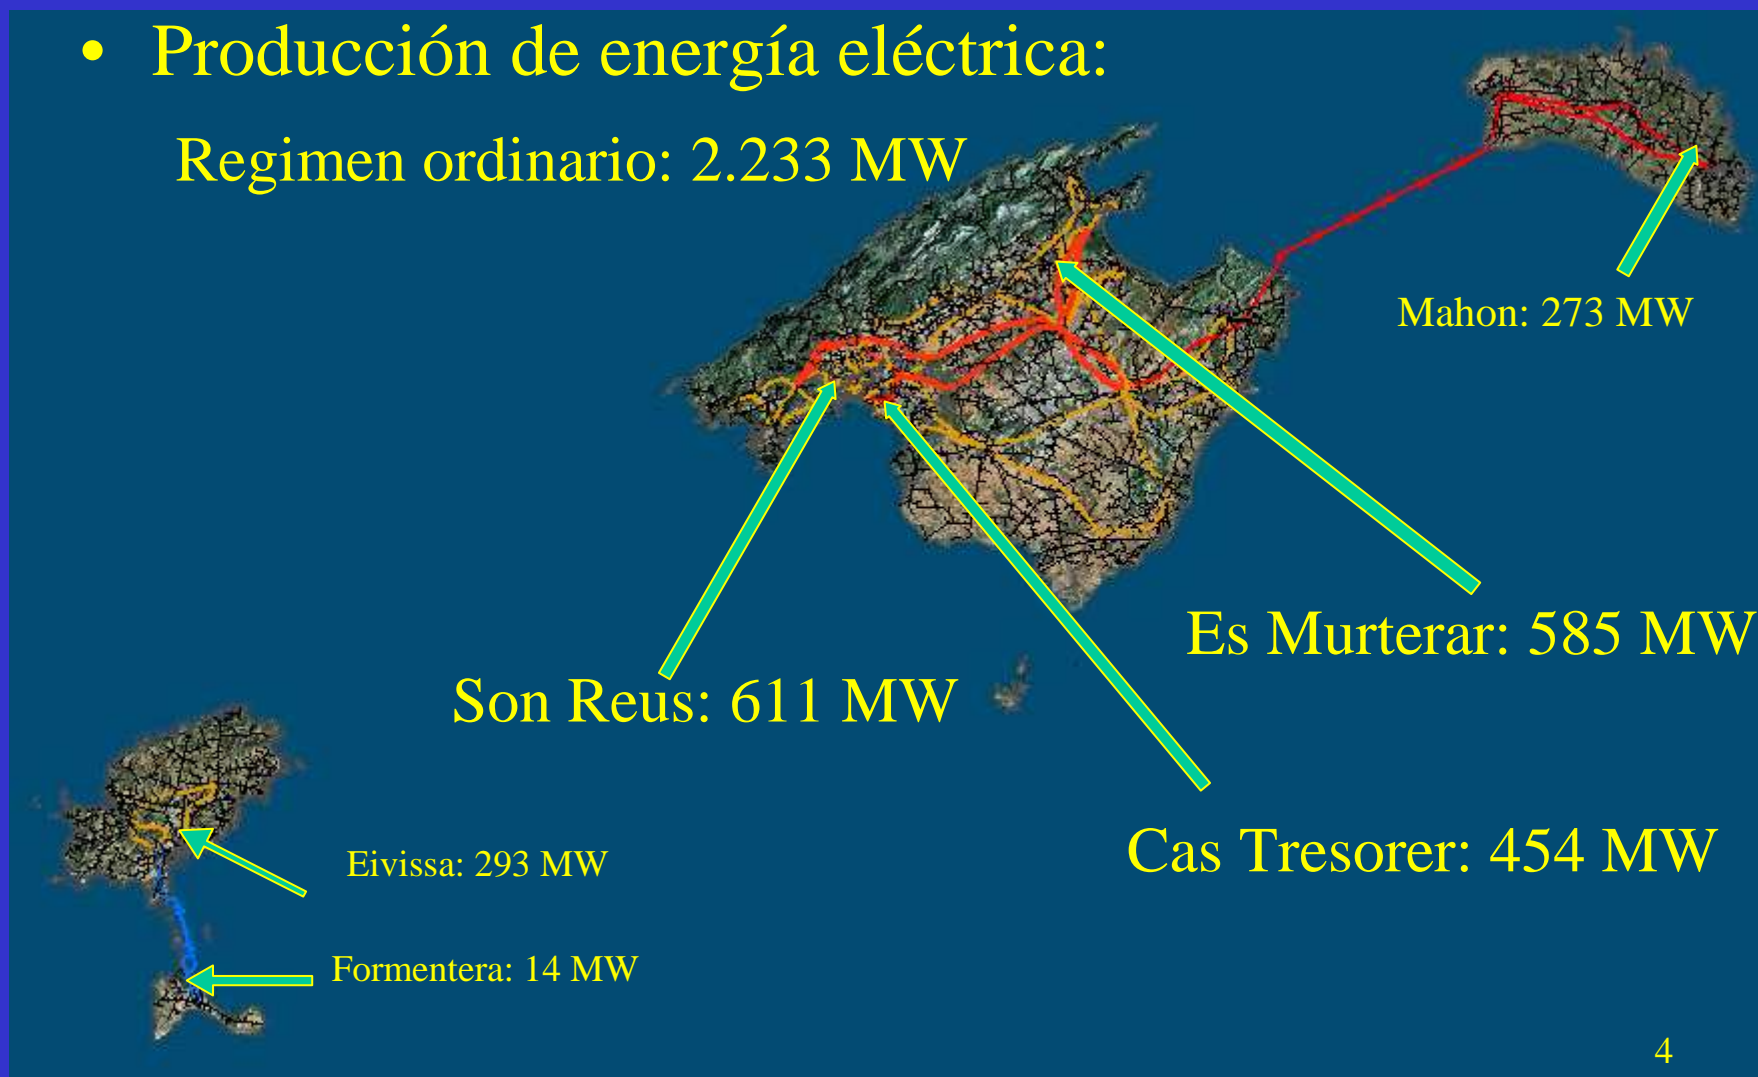 • Producción de energía eléctrica:
Regimen ordinario: 2.233 MW
Mahon: 273 MW
Es Murterar: 585 MW
Son Reus: 611 MW
Cas Tresorer: 454 MW
Eivissa: 293 MW
Formentera: 14 MW
4